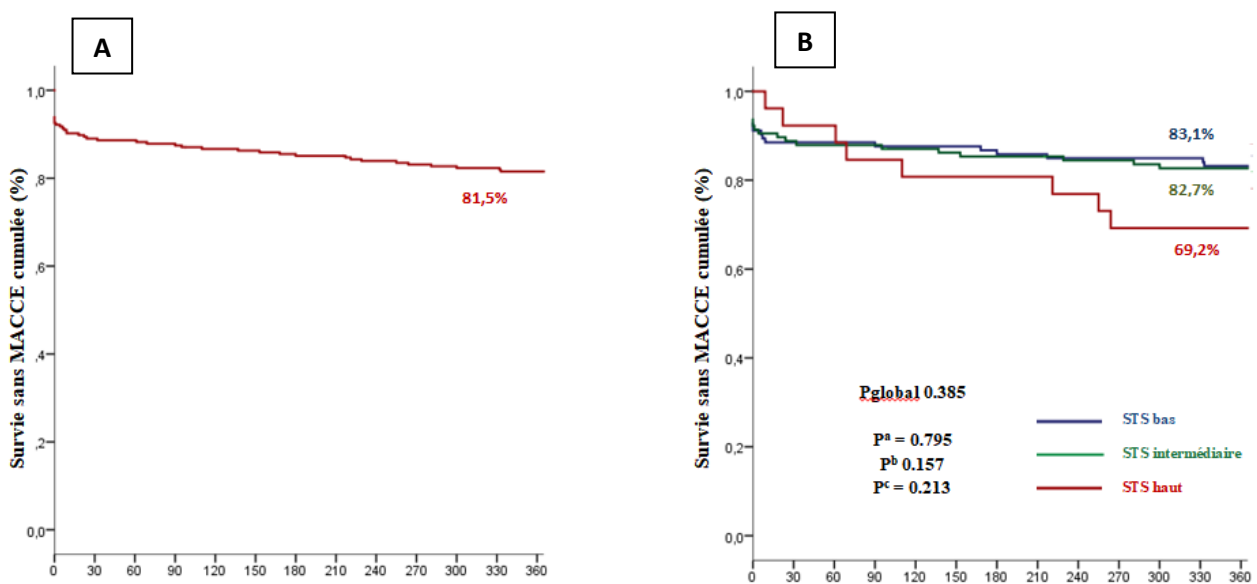 A
Survie sans MACCE cumulée (%)
1,0
,8
,6
,4
,2
0,0
81,5%
0 30 60 90 120 150 180 210 240 270 300 330 360
B
Survie sans MACCE cumulée (%)
1,0
0,8
0,6
0,4
0,2
0,0
83,1%
82,7%
69,2%
Pglobal 0.385
Pᵃ = 0.795
Pᵇ 0.157
Pᶜ = 0.213
STS bas
STS intermédiaire
STS haut
0 30 60 90 120 150 180 210 240 270 300 330 360